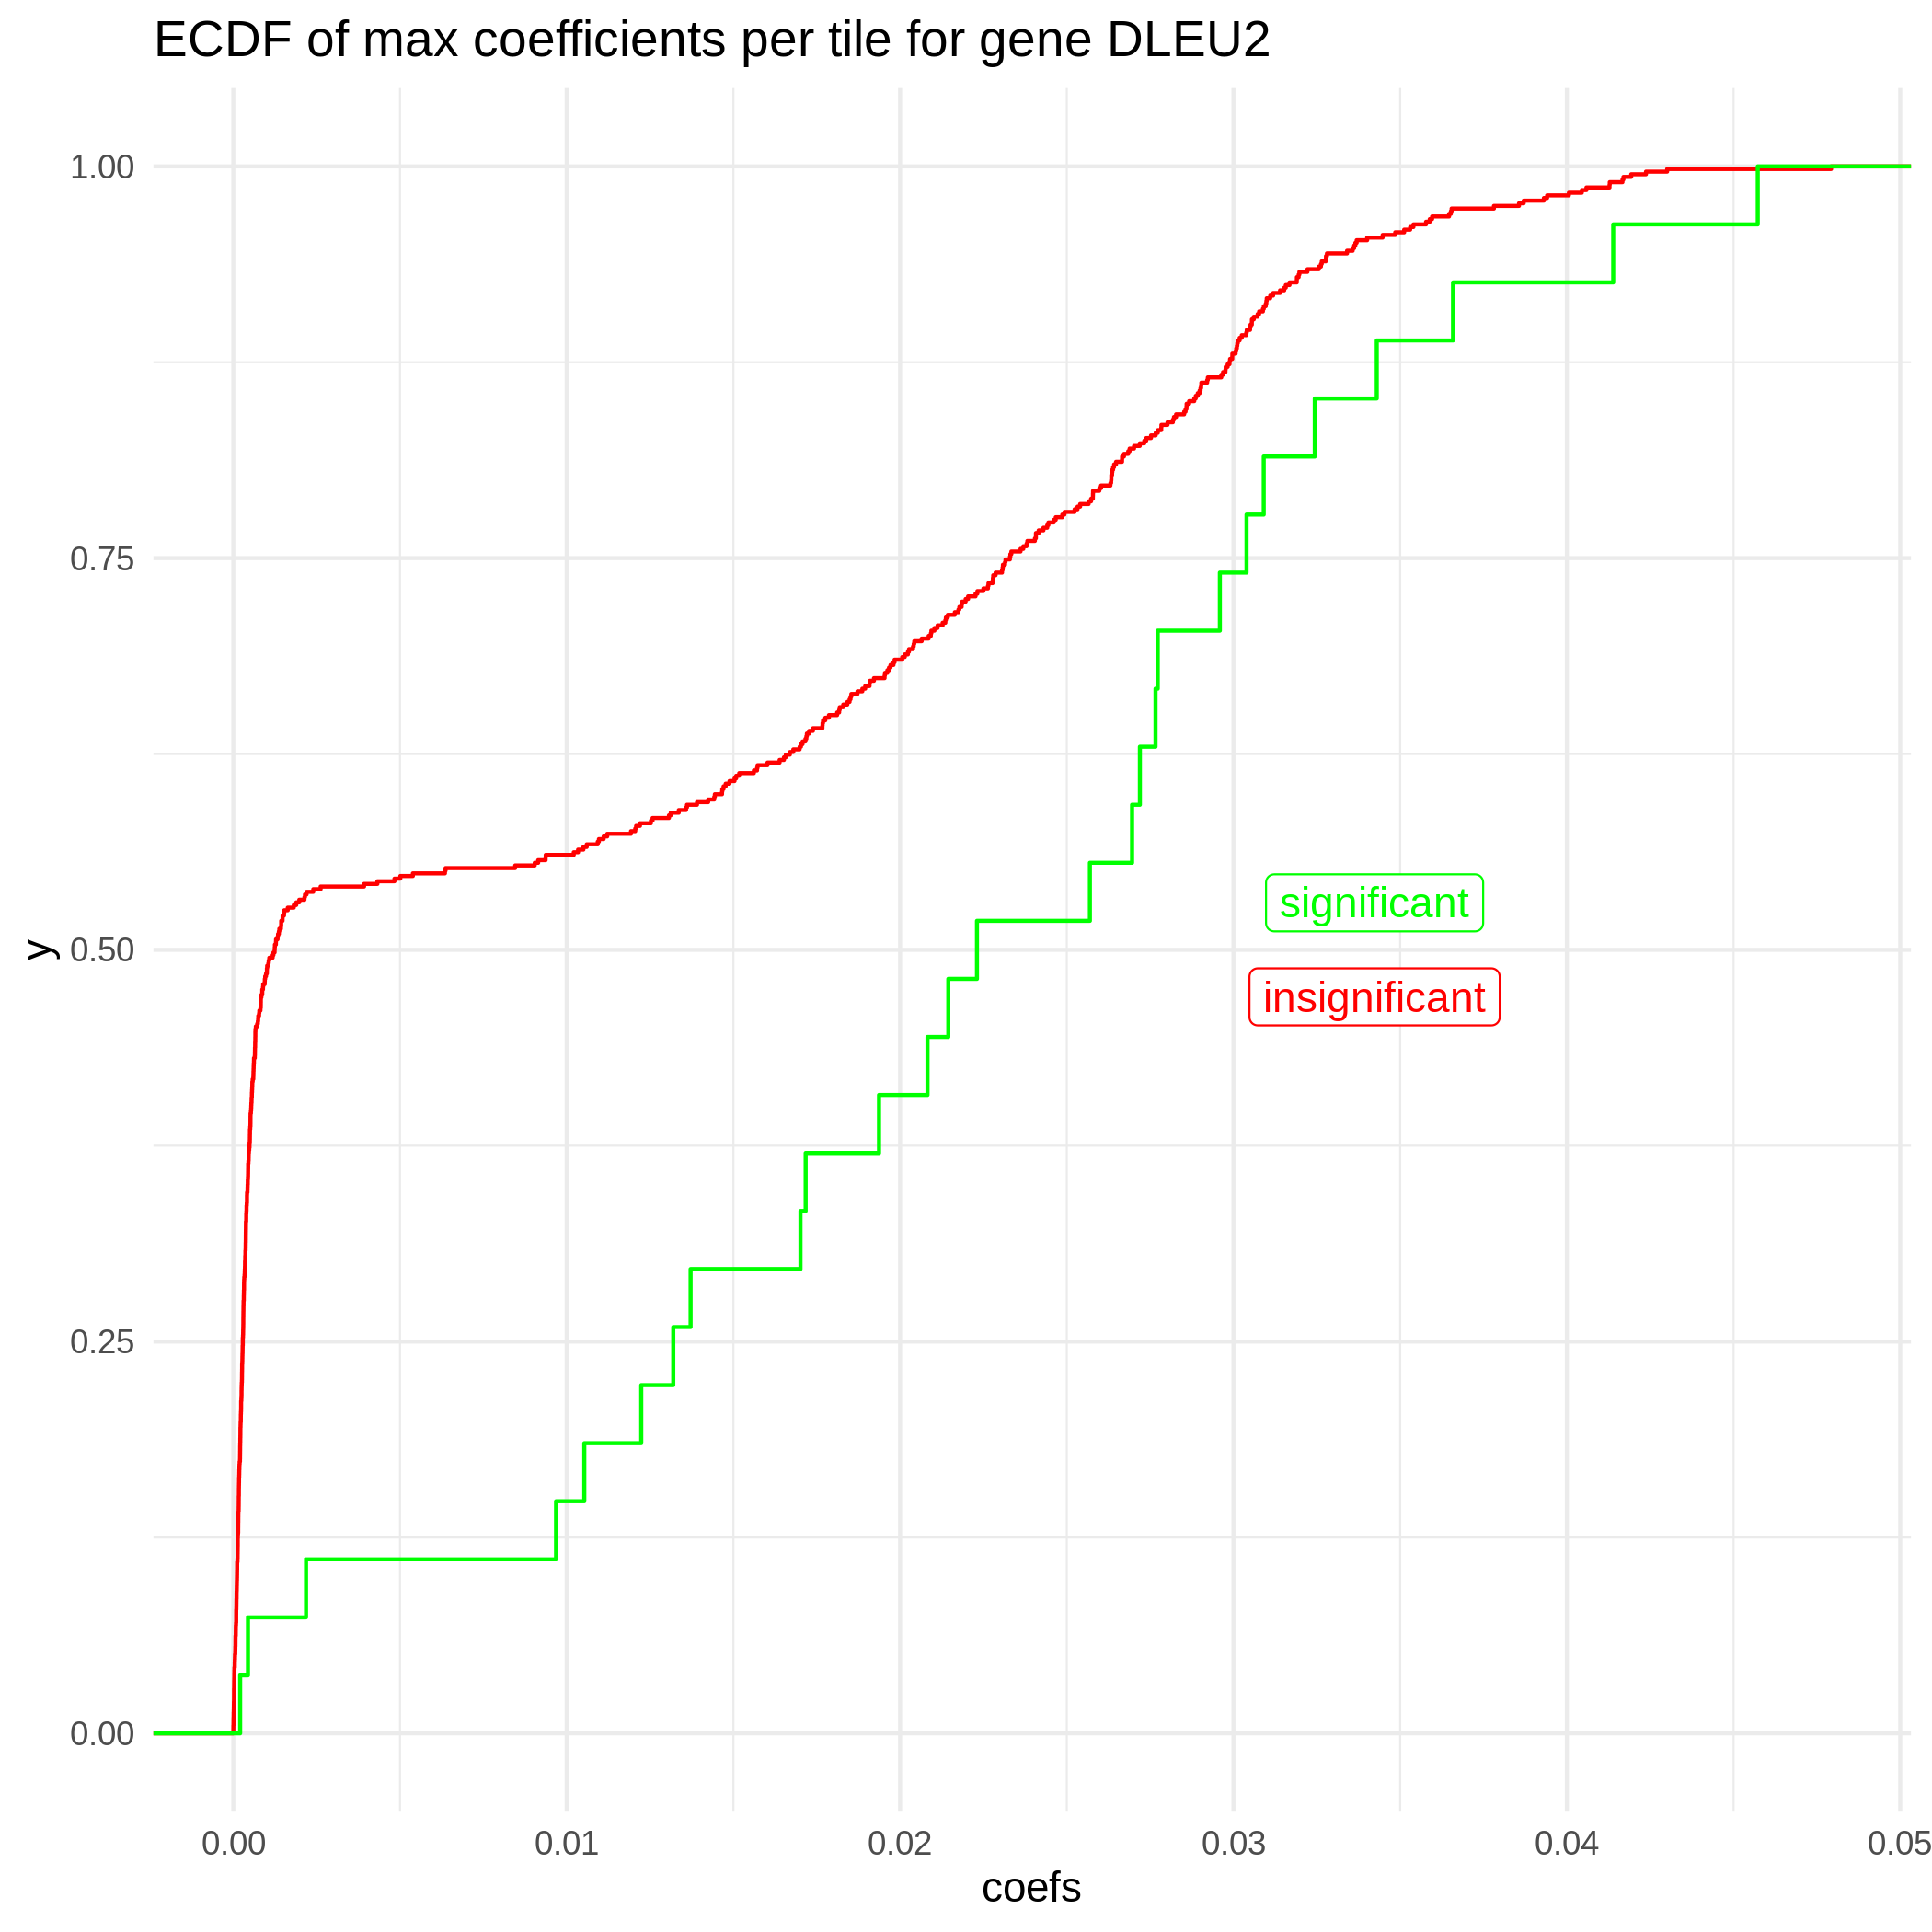 ECDF of max coefficients per tile for gene DLEU2
1.00
0.75
0.50
0.25
0.00
y
significant
insignificant
0.00 0.01 0.02 0.03 0.04 0.05
coefs